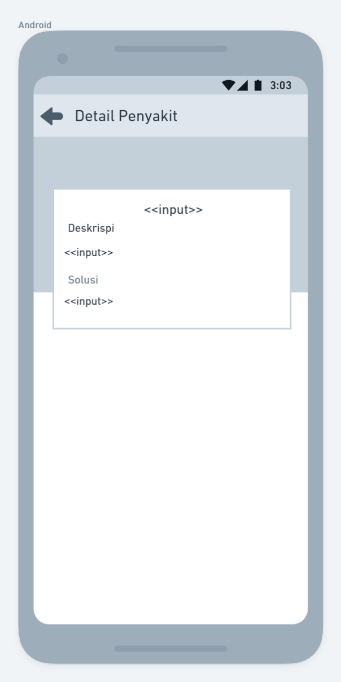 Android
3:03
Detail Penyakit
<<input>>
Deskrispi
<<input>>
Solusi
<<input>>